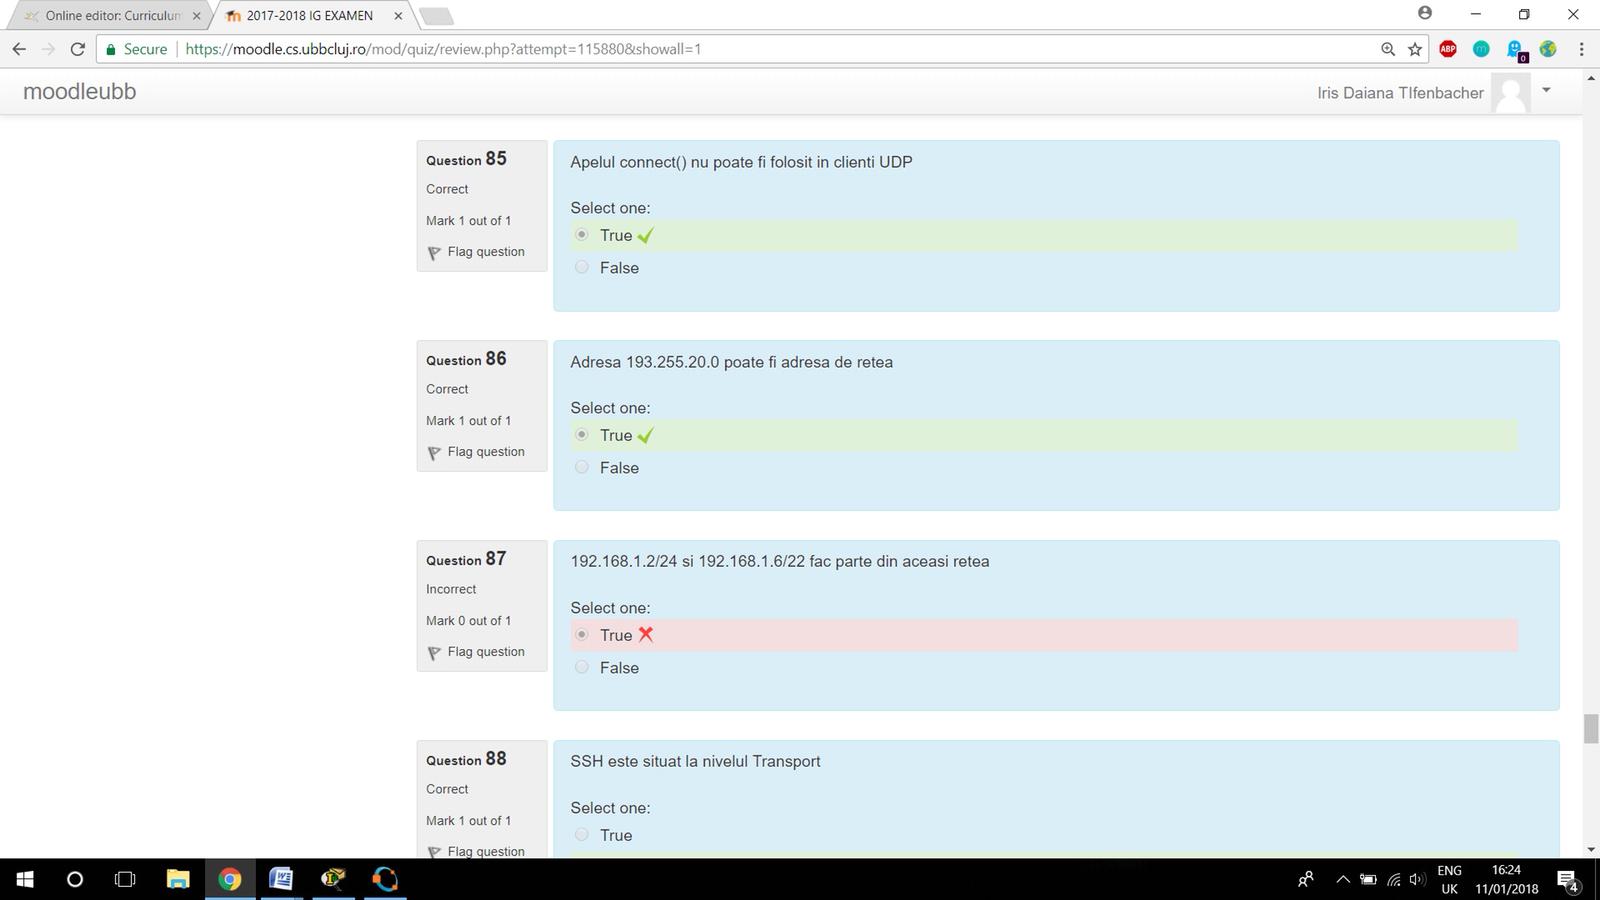 Online editor: Curriculum
2017-2018 IG EXAMEN
Secure
https://moodle.cs.ubbcluj.ro/mod/quiz/review.php?attempt=115880&showall=1
ABP
m
0
moodleubb
Iris Daiana TIfenbacher
Question 85
Correct
Mark 1 out of 1
Flag question
Apelul connect() nu poate fi folosit in clienti UDP
Select one:
True
False
Question 86
Correct
Mark 1 out of 1
Flag question
Adresa 193.255.20.0 poate fi adresa de retea
Select one:
True
False
Question 87
Incorrect
Mark 0 out of 1
Flag question
192.168.1.2/24 si 192.168.1.6/22 fac parte din aceasi retea
Select one:
True
False
Question 88
Correct
Mark 1 out of 1
Flag question
SSH este situat la nivelul Transport
Select one:
True
ENG
UK
16:24
11/01/2018
4